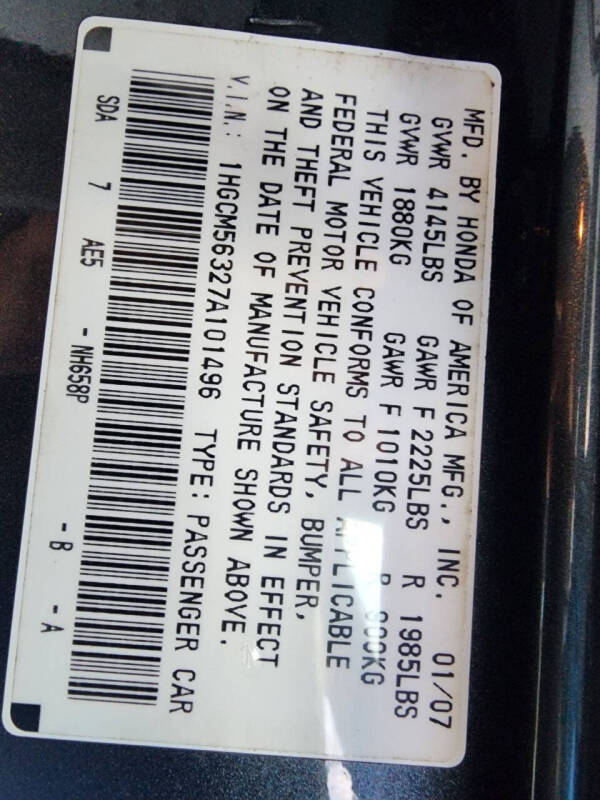 MFD. BY HONDA OF AMERICA MFG., INC. 01/07
GVWR 4145LBS GAWR F 2225LBS R 1985LBS
GVWR 1880KG GAWR F 1010KG R 900KG
THIS VEHICLE CONFORMS TO ALL APPLICABLE
FEDERAL MOTOR VEHICLE SAFETY, BUMPER,
AND THEFT PREVENTION STANDARDS IN EFFECT
ON THE DATE OF MANUFACTURE SHOWN ABOVE.
V.I.N.: 1HGCM56327A101496 TYPE: PASSENGER CAR
SDA 7 AE5 - NH658P - B - A